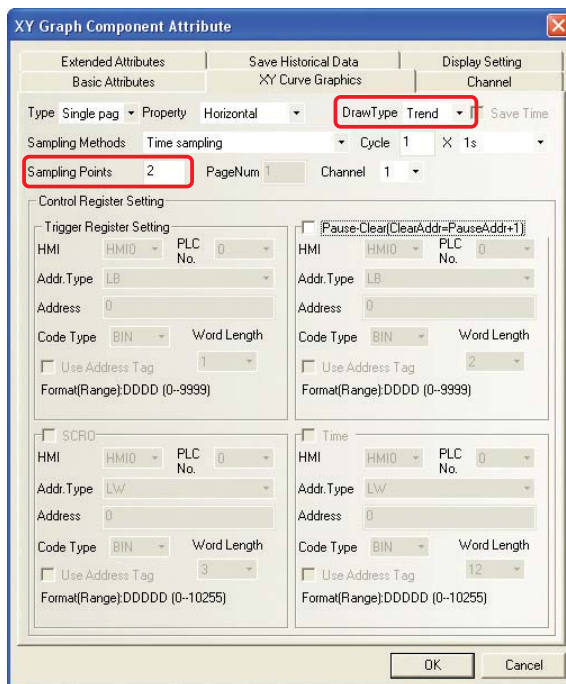 XY Graph Component Attribute
Extended Attributes Save Historical Data Display Setting
Basic Attributes XY Curve Graphics Channel
Type Single pag Property Horizontal DrawType Trend Save Time
Sampling Methods Time sampling Cycle 1 X 1s
Sampling Points 2 PageNum 1 Channel 1
Control Register Setting
Trigger Register Setting
HMI HMI0 PLC No. 0
Addr.Type LB
Address 0
Code Type BIN Word Length
Use Address Tag 1
Format(Range):DDDD (0--9999)
Pause-Clear(ClearAddr=PauseAddr+1)
HMI HMI0 PLC No. 0
Addr.Type LB
Address 0
Code Type BIN Word Length
Use Address Tag 2
Format(Range):DDDD (0--9999)
SCRO
HMI HMI0 PLC No. 0
Addr.Type LW
Address 0
Code Type BIN Word Length
Use Address Tag 3
Format(Range):DDDDD (0--10255)
Time
HMI HMI0 PLC No. 0
Addr.Type LW
Address 0
Code Type BIN Word Length
Use Address Tag 12
Format(Range):DDDDD (0--10255)
OK Cancel